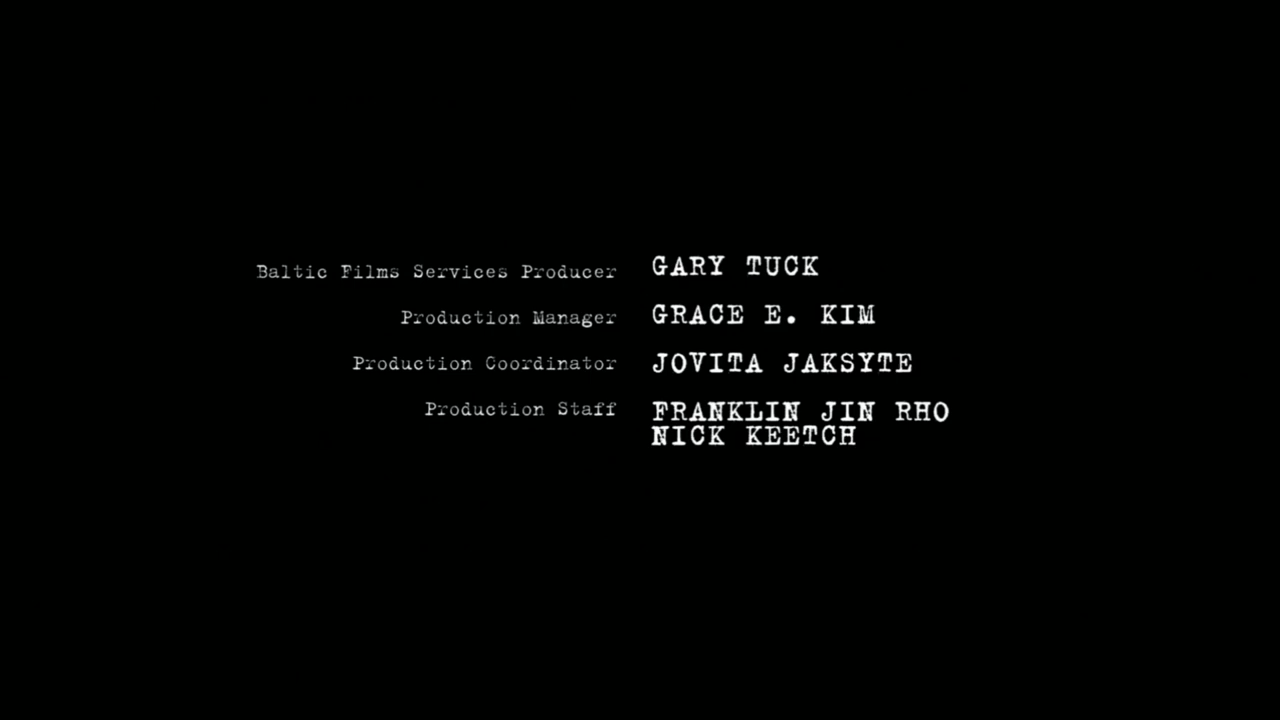 Baltic Films Services Producer GARY TUCK
Production Manager GRACE E. KIM
Production Coordinator JOVITA JAKSYTE
Production Staff FRANKLIN JIN RHO
NICK KEETCH